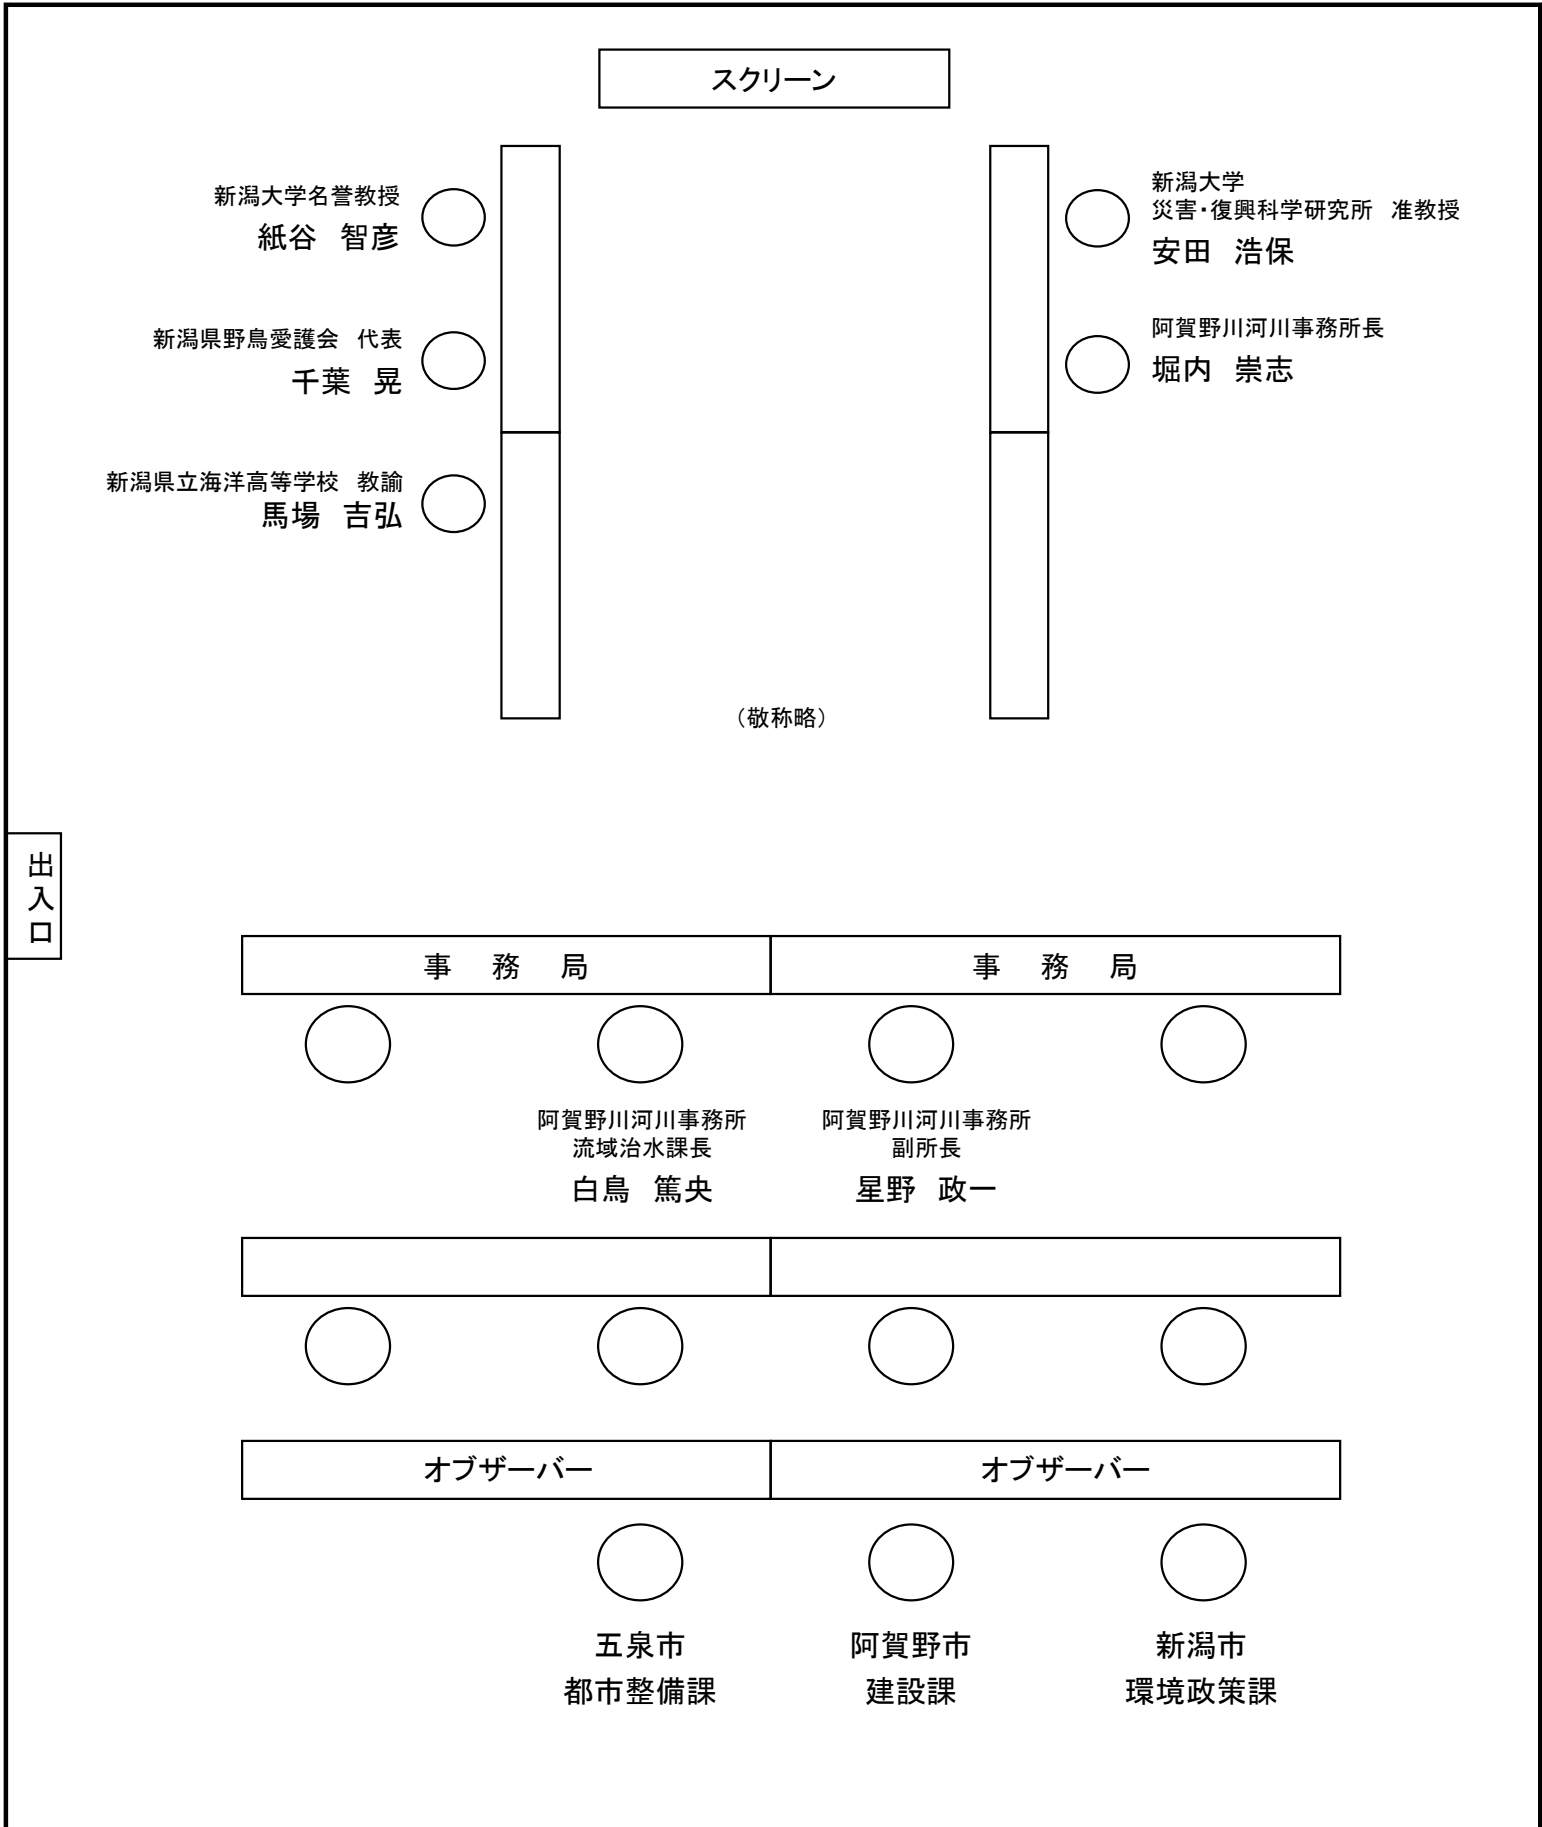 スクリーン
新潟大学名誉教授
紙谷　智彦
新潟県野鳥愛護会　代表
千葉　晃
新潟県立海洋高等学校　教諭
馬場　吉弘
新潟大学
災害・復興科学研究所　准教授
安田　浩保
阿賀野川河川事務所長
堀内　崇志
（敬称略）
出入口
事　務　局
事　務　局
阿賀野川河川事務所
流域治水課長
白鳥　篤央
阿賀野川河川事務所
副所長
星野　政一
オブザーバー
オブザーバー
五泉市
都市整備課
阿賀野市
建設課
新潟市
環境政策課